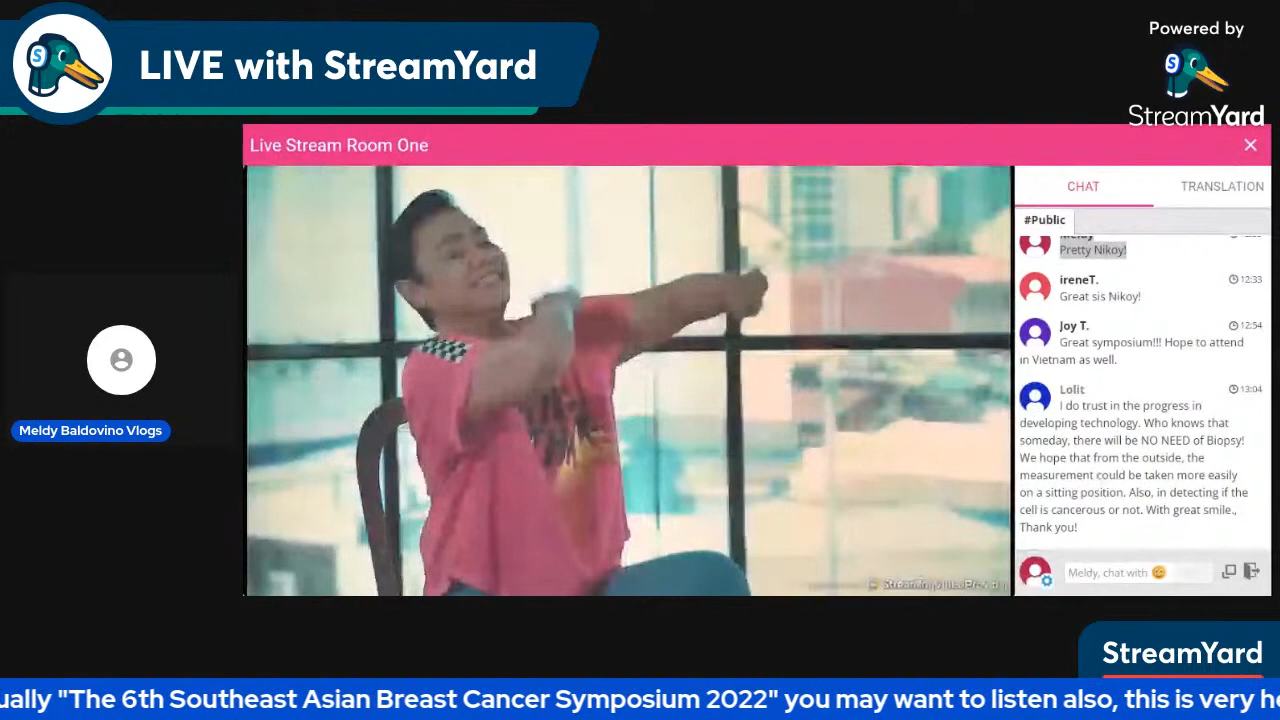 LIVE with StreamYard
Powered by
StreamYard
Live Stream Room One
CHAT
TRANSLATION
#Public
Meldy
Pretty Nikoy!
ireneT.
12:33
Great sis Nikoy!
Joy T.
12:54
Great symposium!!! Hope to attend
in Vietnam as well.
Lolit
13:04
I do trust in the progress in
developing technology. Who knows that
someday, there will be NO NEED of Biopsy!
We hope that from the outside, the
measurement could be taken more easily
on a sitting position. Also, in detecting if the
cell is cancerous or not. With great smile.,
Thank you!
Meldy, chat with
Meldy Baldovino Vlogs
StreamYard
ually "The 6th Southeast Asian Breast Cancer Symposium 2022" you may want to listen also, this is very h